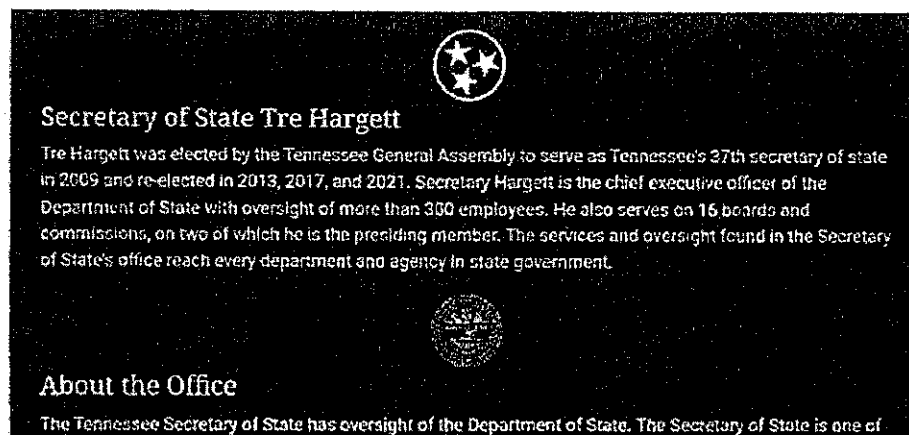 Secretary of State Tre Hargett
Tre Hargett was elected by the Tennessee General Assembly to serve as Tennessee's 37th secretary of state
in 2009 and re-elected in 2013, 2017, and 2021. Secretary Hargett is the chief executive officer of the
Department of State with oversight of more than 300 employees. He also serves on 16 boards and
commissions, on two of which he is the presiding member. The services and oversight found in the Secretary
of State's office reach every department and agency in state government.
About the Office
The Tennessee Secretary of State has oversight of the Department of State. The Secretary of State is one of